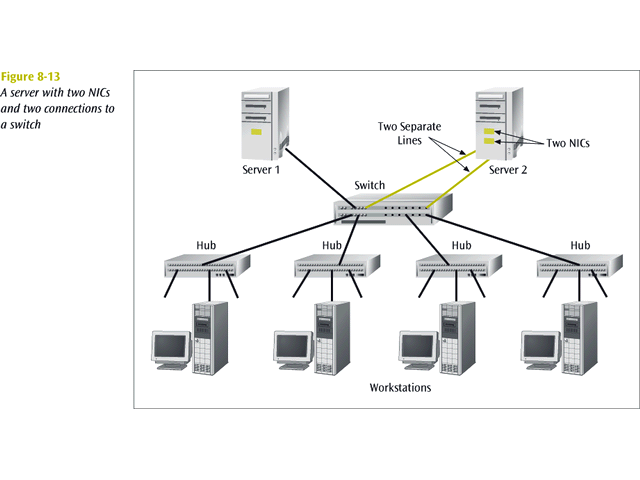 Figure 8-13
A server with two NICs
and two connections to
a switch
Two Separate
Lines
Two NICs
Server 1
Server 2
Switch
Hub
Hub
Hub
Hub
Workstations